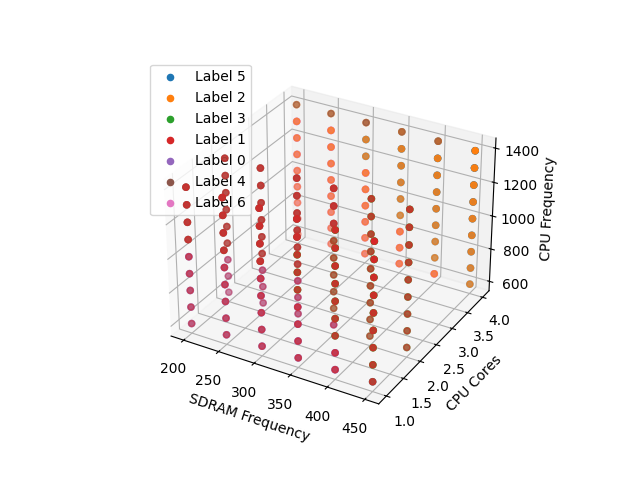 Label 5
Label 2
Label 3
Label 1
Label 0
Label 4
Label 6
1400
1200
1000
800
600
CPU Frequency
4.0
3.5
3.0
2.5
2.0
1.5
1.0
CPU Cores
200
250
300
350
400
450
SDRAM Frequency